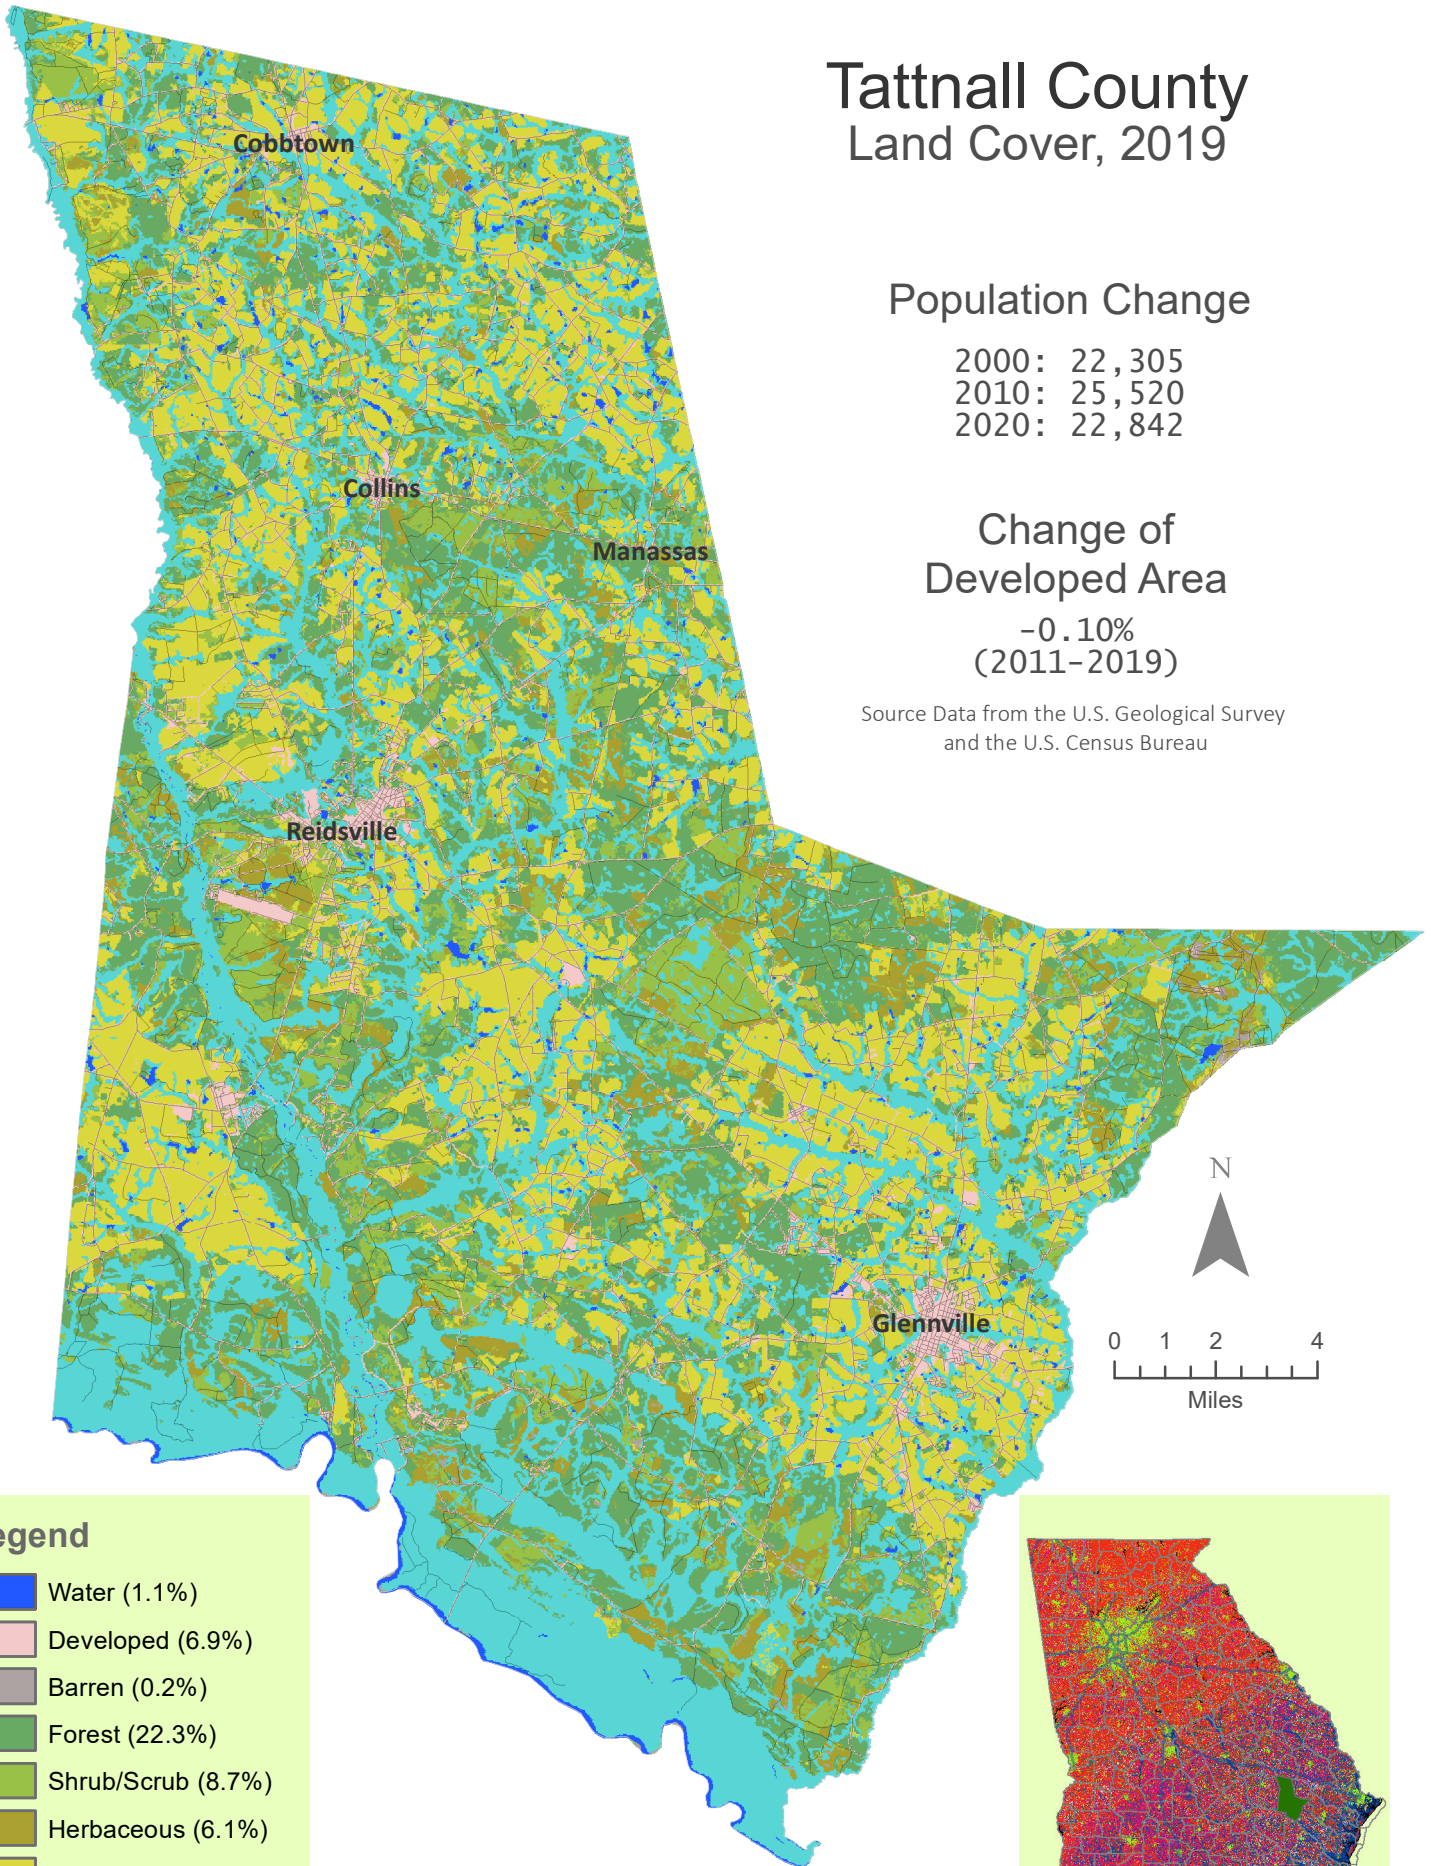 Tattnall County
Land Cover, 2019
Population Change
2000: 22,305
2010: 25,520
2020: 22,842
Change of
Developed Area
-0.10%
(2011-2019)
Source Data from the U.S. Geological Survey
and the U.S. Census Bureau
Cobbtown
Collins
Manassas
Reidsville
Glennville
N
0 1 2 4
Miles
egend
Water (1.1%)
Developed (6.9%)
Barren (0.2%)
Forest (22.3%)
Shrub/Scrub (8.7%)
Herbaceous (6.1%)